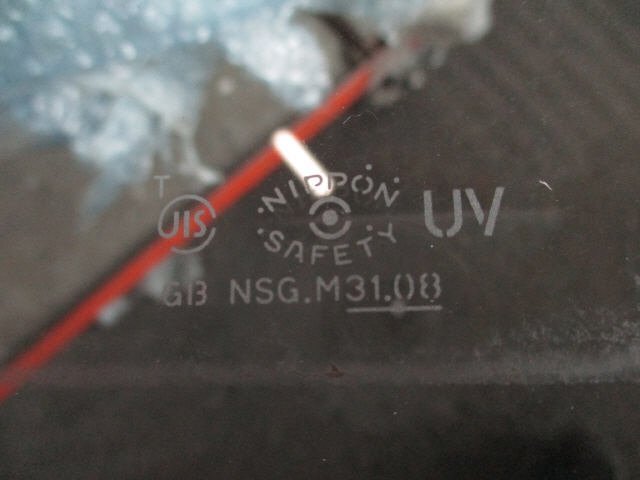 T
JIS
NIPPON
SAFETY
UV
GB NSG.M31.08